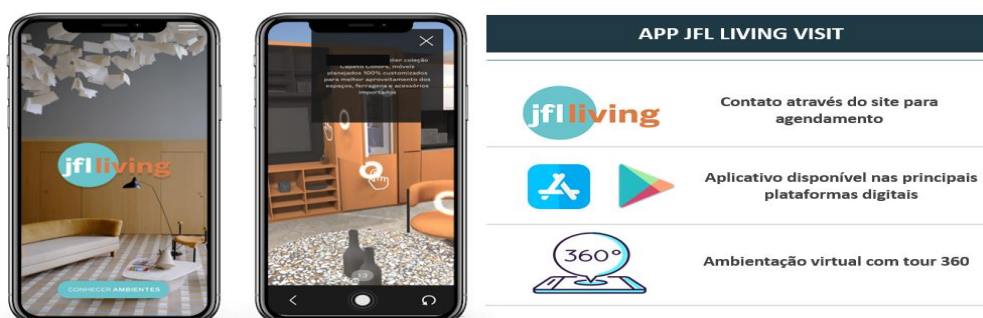 jfl living
CONHECER AMBIENTES
coleção
Capeto Colors, móveis
planejados 100% customizados
para melhor aproveitamento dos
espaços, ferragens e acessórios
importados
APP JFL LIVING VISIT
jfl living
Contato através do site para
agendamento
Aplicativo disponível nas principais
plataformas digitais
360°
Ambientação virtual com tour 360